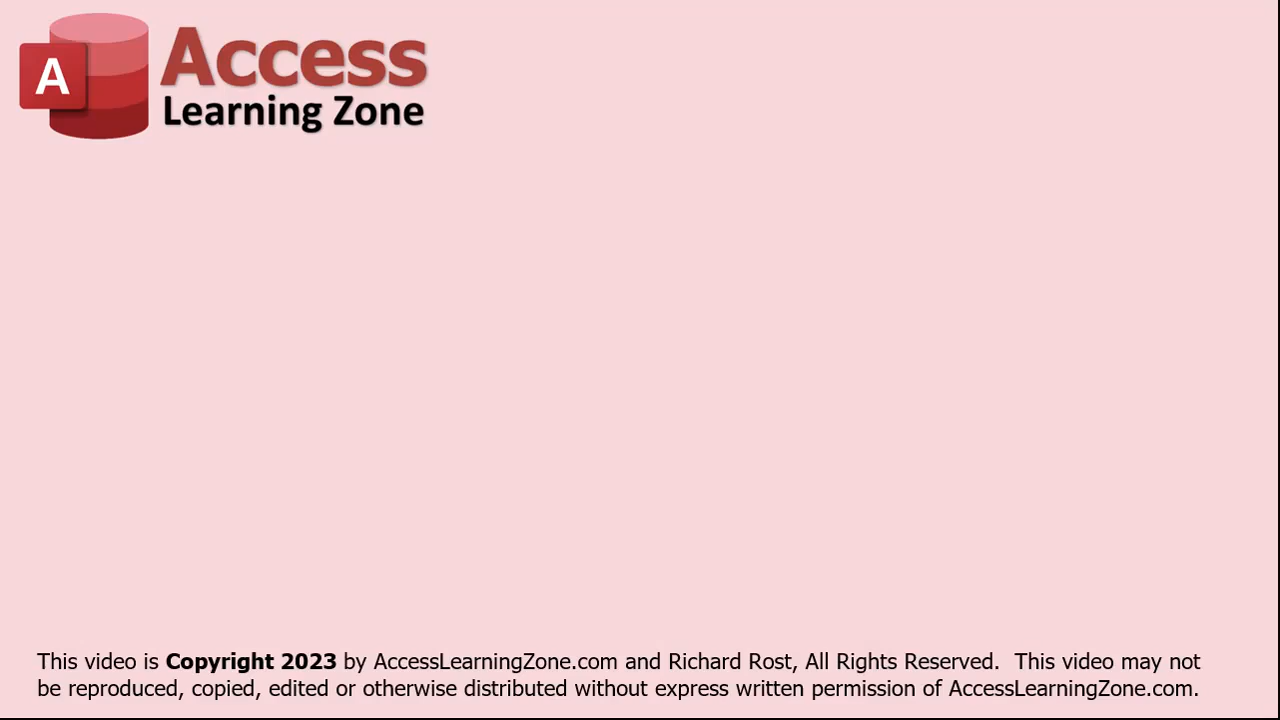 A
Access
Learning Zone
This video is Copyright 2023 by AccessLearningZone.com and Richard Rost, All Rights Reserved.  This video may not
be reproduced, copied, edited or otherwise distributed without express written permission of AccessLearningZone.com.